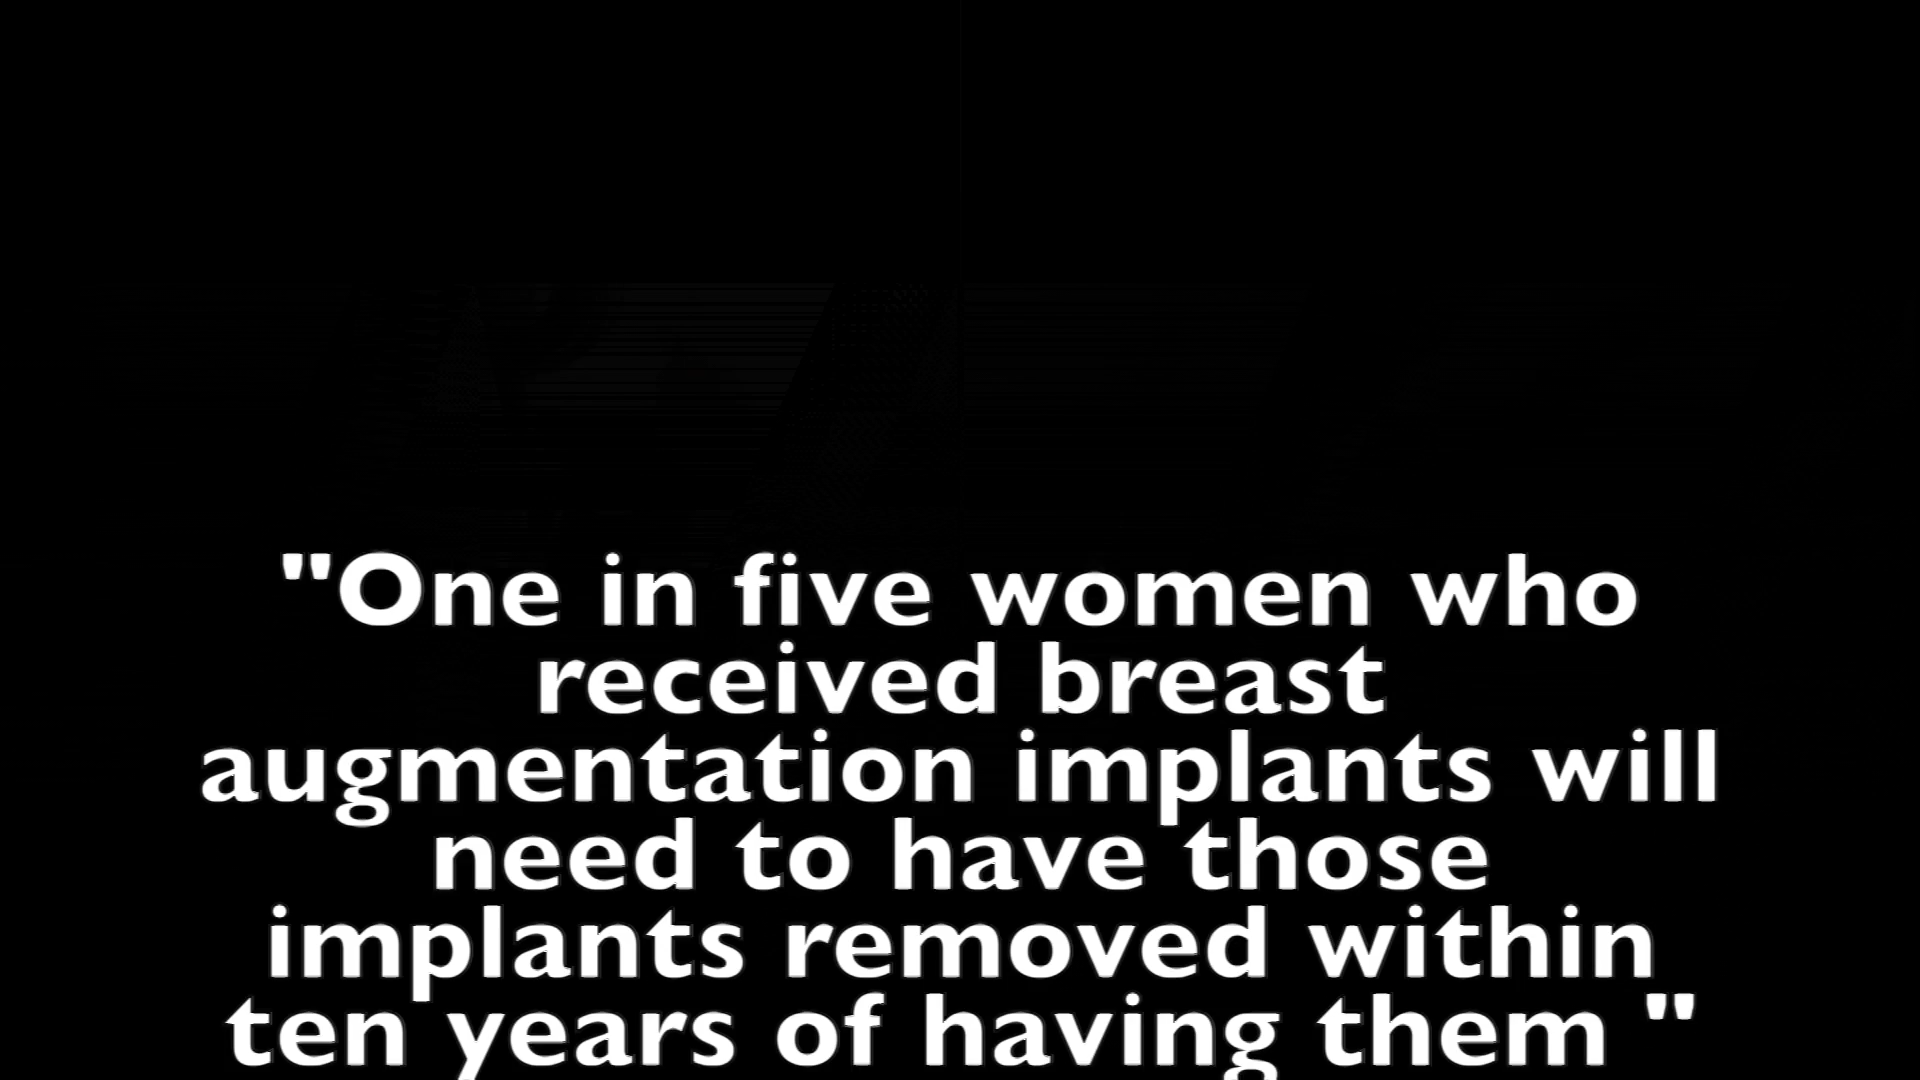 "One in five women who
received breast
augmentation implants will
need to have those
implants removed within
ten years of having them "